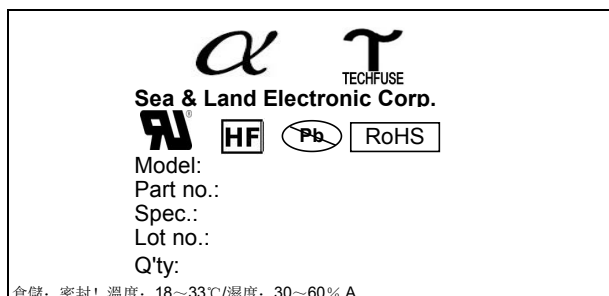 α T
TECHFUSE
Sea & Land Electronic Corp.
RU ®
HF Pb RoHS
Model:
Part no.:
Spec.:
Lot no.:
Q'ty:
倉儲：密封！溫度：18～33℃/濕度：30～60% A